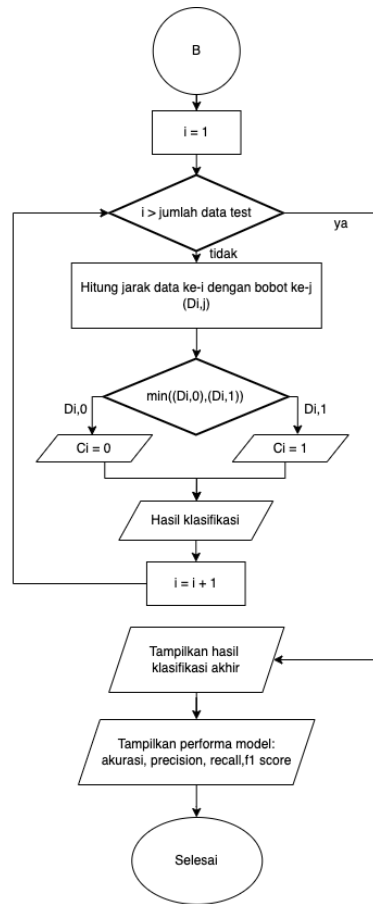 B
i = 1
i > jumlah data test
ya
tidak
Hitung jarak data ke-i dengan bobot ke-j
(Di,j)
min((Di,0),(Di,1))
Di,0
Di,1
Ci = 0
Ci = 1
Hasil klasifikasi
i = i + 1
Tampilkan hasil
klasifikasi akhir
Tampilkan performa model:
akurasi, precision, recall,f1 score
Selesai